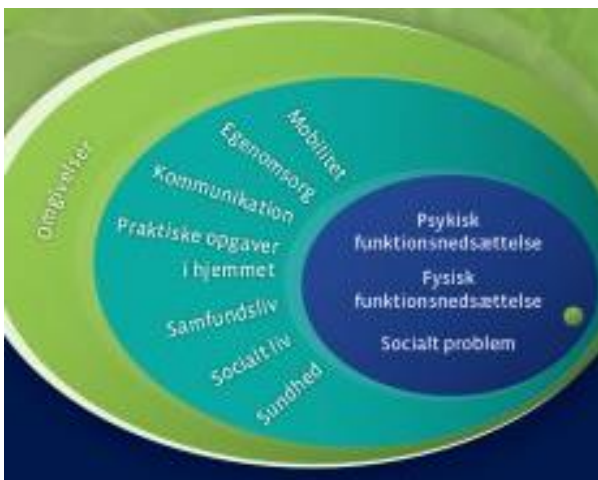 Omgivelser
Mobilitet
Egenomsorg
Kommunikation
Praktiske opgaver
i hjemmet
Samfundsliv
Socialt liv
Sundhed
Psykisk
funktionsnedsættelse
Fysisk
funktionsnedsættelse
Socialt problem